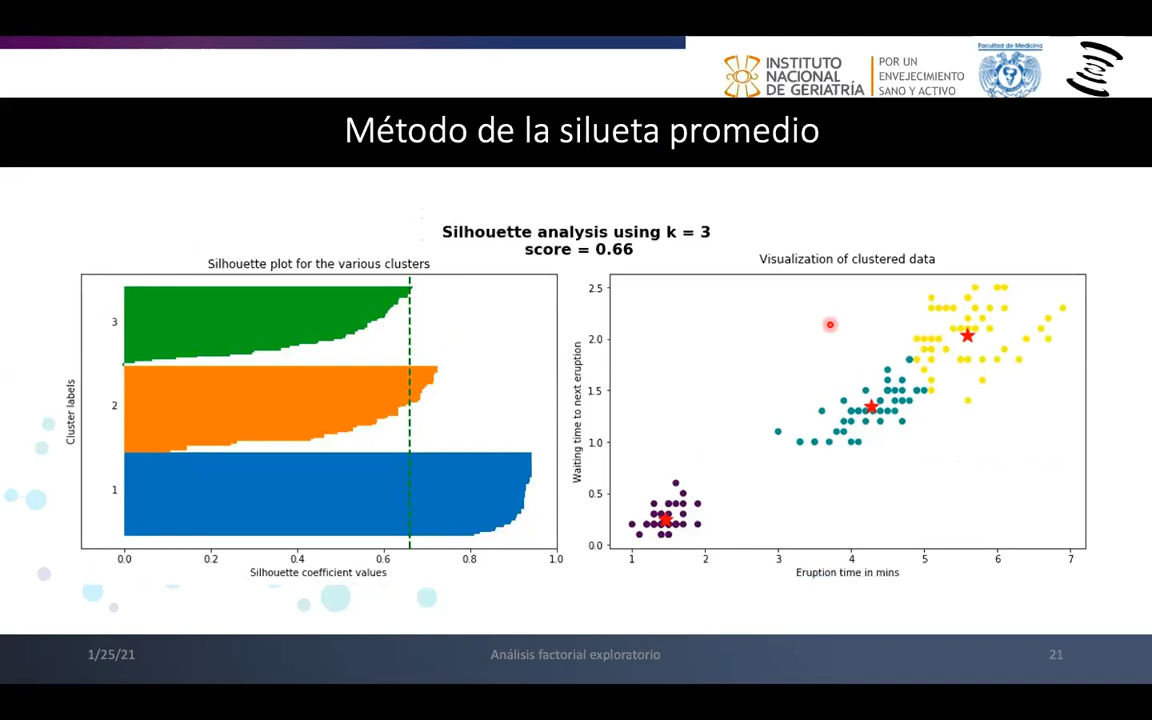 INSTITUTO
NACIONAL
DE GERIATRÍA
POR UN
ENVEJECIMIENTO
SANO Y ACTIVO
Facultad de Medicina
Método de la silueta promedio
Silhouette analysis using k = 3
score = 0.66
Silhouette plot for the various clusters
3
2
1
Cluster labels
0.0 0.2 0.4 0.6 0.8 1.0
Silhouette coefficient values
Visualization of clustered data
2.5
2.0
1.5
1.0
0.5
0.0
Waiting time to next eruption
1 2 3 4 5 6 7
Eruption time in mins
1/25/21
Análisis factorial exploratorio
21